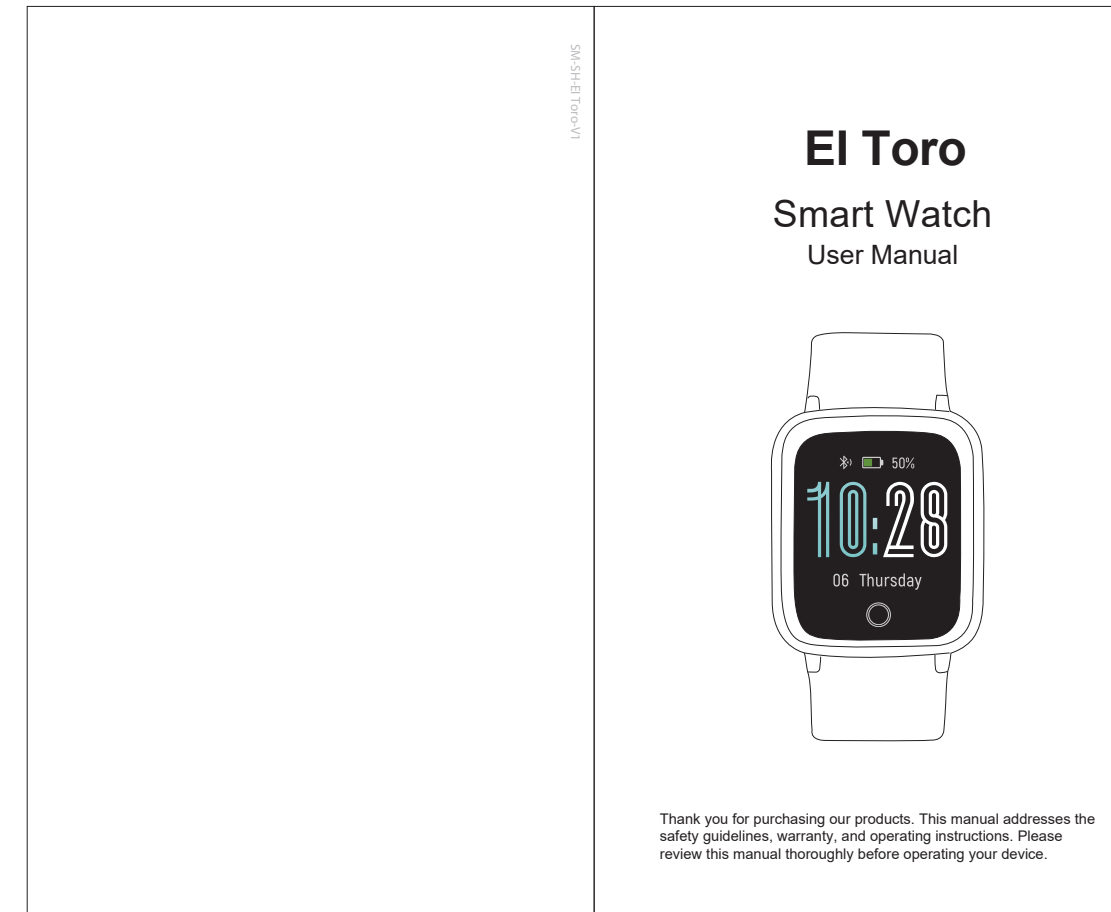 SM-SH-El Toro-V1
El Toro
Smart Watch
User Manual
50%
10:28
06 Thursday
Thank you for purchasing our products. This manual addresses the
safety guidelines, warranty, and operating instructions. Please
review this manual thoroughly before operating your device.